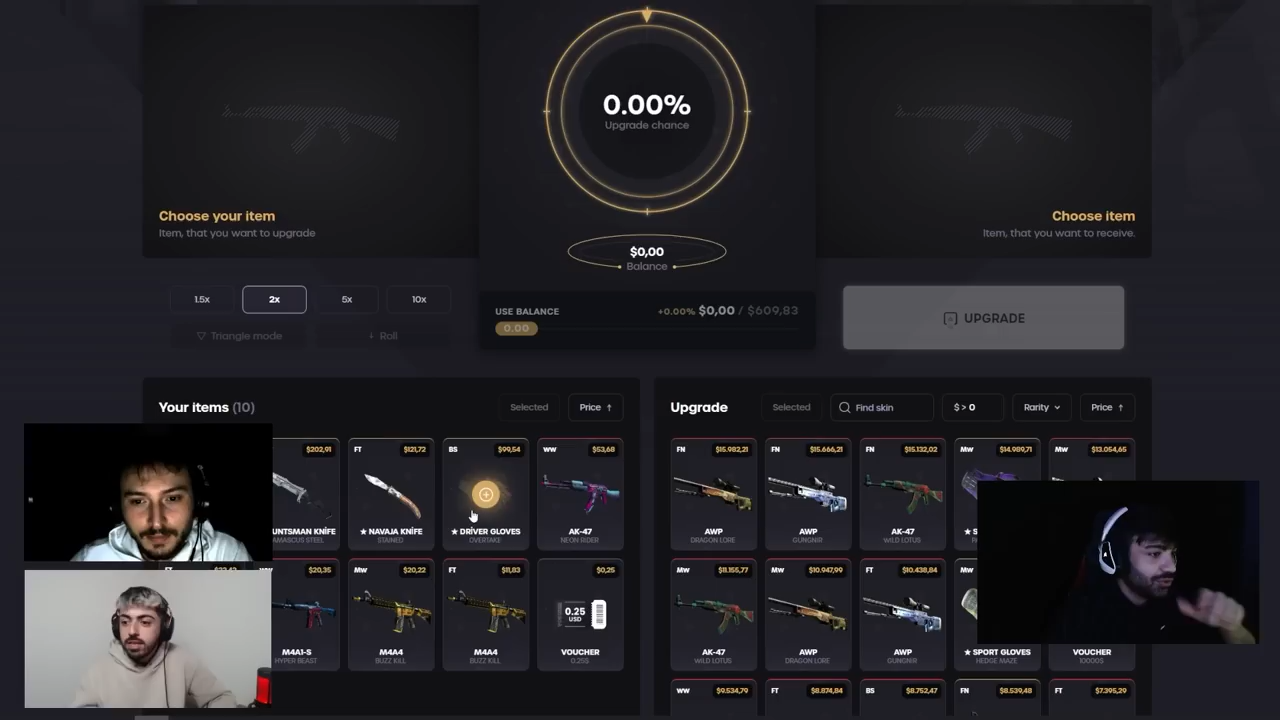 0.00%
Upgrade chance
Choose your item
Item, that you want to upgrade
Choose item
Item, that you want to receive.
$0,00
Balance
1.5x
2x
5x
10x
USE BALANCE
+0.00% $0,00 / $609,83
0.00
UPGRADE
Triangle mode
Roll
Your items (10)
Selected
Price ↑
Upgrade
Selected
Find skin
$ > 0
Rarity
Price ↑
$202,91
FT $121,72
BS $99,54
WW $53,68
UNTSMAN KNIFE
★ NAVAJA KNIFE
★ DRIVER GLOVES
AK-47
AMASCUS STEEL
STAINED
OVERTAKE
NEON RIDER
FN $15.982,21
FN $15.666,21
FN $15.132,02
MW $14.989,71
MW $13.054,65
AWP
AWP
AK-47
★ S
DRAGON LORE
GUNGNIR
WILD LOTUS
FT
WW $20,35
MW $20,22
FT $11,83
$0,25
0.25
USD
M4A1-S
M4A4
M4A4
VOUCHER
HYPER BEAST
BUZZ KILL
BUZZ KILL
0.25$
MW $11.155,77
MW $10.947,99
FT $10.438,84
MW
AK-47
AWP
AWP
★ SPORT GLOVES
VOUCHER
WILD LOTUS
DRAGON LORE
GUNGNIR
HEDGE MAZE
10000$
WW $9.534,79
FT $8.874,84
BS $8.752,47
FN $8.539,48
FT $7.395,29